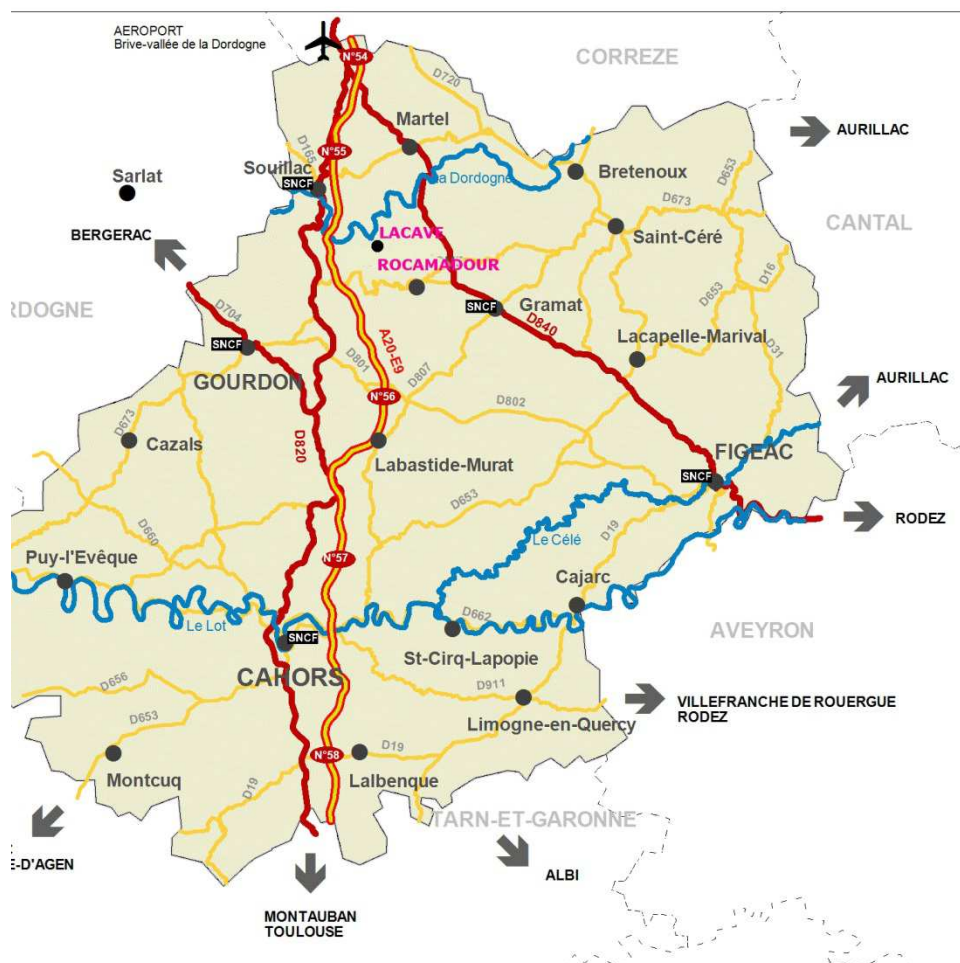 AEROPORT
Brive-vallée de la Dordogne
N°54
CORREZE
D720
Martel
AURILLAC
N°55
D165
Souillac
SNCF
la Dordogne
Bretenoux
D653
Sarlat
D673
CANTAL
BERGERAC
LACAVE
Saint-Céré
ROCAMADOUR
D16
D653
RDOGNE
D704
SNCF
Gramat
D840
Lacapelle-Marival
D31
A20-E9
SNCF
GOURDON
D801
D807
AURILLAC
N°56
D802
D673
Cazals
D820
Labastide-Murat
FIGEAC
SNCF
D653
RODEZ
D660
D19
Le Célé
N°57
Puy-l'Evêque
Cajarc
Le Lot
D662
SNCF
AVEYRON
St-Cirq-Lapopie
CAHORS
D656
D911
VILLEFRANCHE DE ROUERGUE
RODEZ
D653
Limogne-en-Quercy
N°58
D19
Montcuq
Lalbenque
D19
TARN-ET-GARONNE
E-D'AGEN
ALBI
MONTAUBAN
TOULOUSE